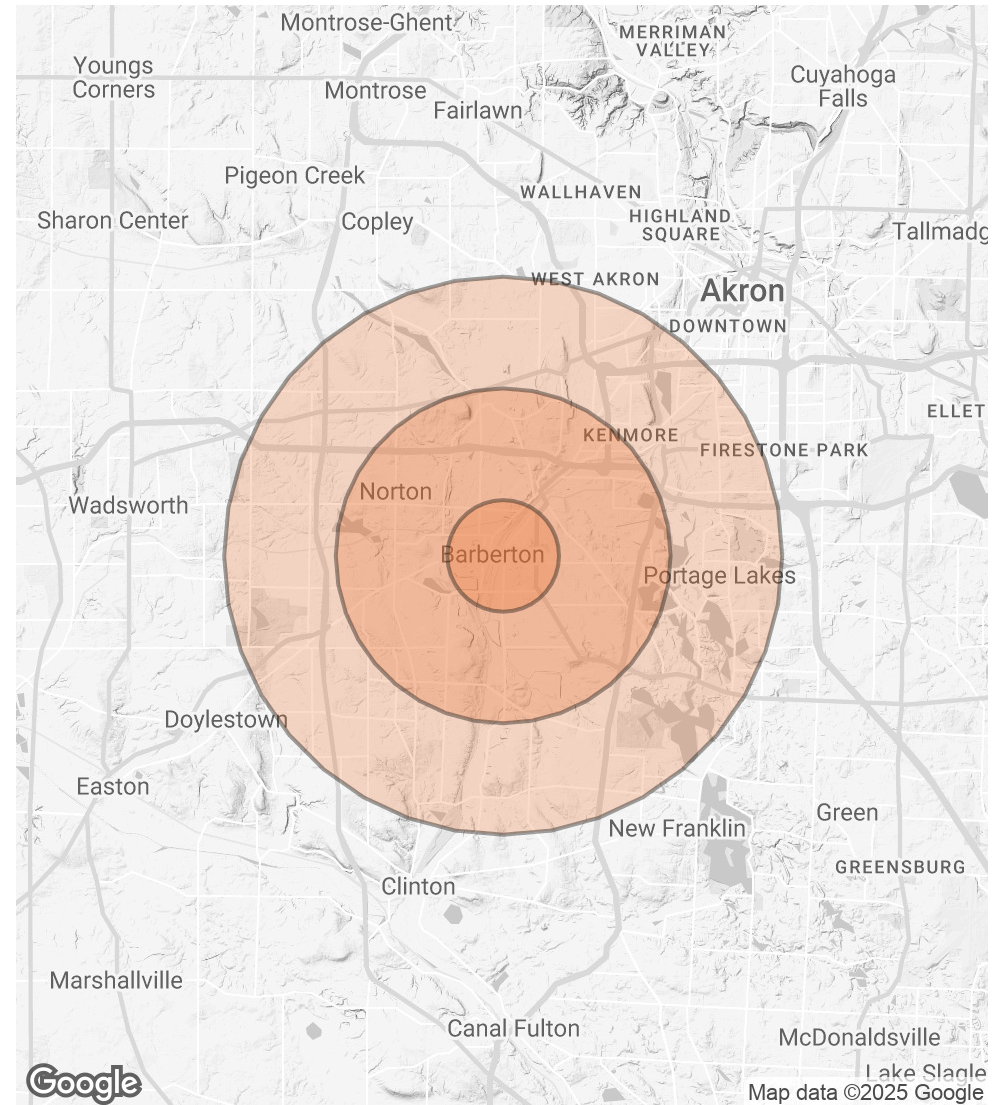 Montrose-Ghent
MERRIMAN
VALLEY
Youngs
Corners
Montrose
Cuyahoga
Falls
Fairlawn
Pigeon Creek
WALLHAVEN
Sharon Center
Copley
HIGHLAND
SQUARE
Tallmadg
WEST AKRON
Akron
DOWNTOWN
ELLET
KENMORE
FIRESTONE PARK
Norton
Wadsworth
Barberton
Portage Lakes
Doylestown
Easton
New Franklin
Green
GREENSBURG
Clinton
Marshallville
Canal Fulton
McDonaldsville
Lake Slagle
Google
Map data ©2025 Google